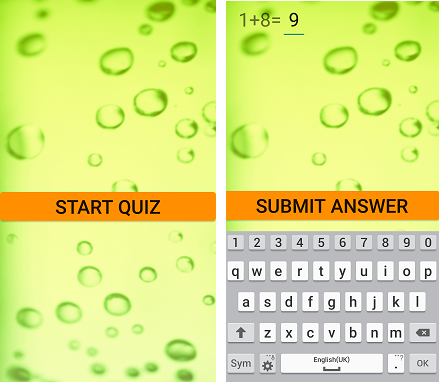 START QUIZ
1+8= 9
SUBMIT ANSWER
1 2 3 4 5 6 7 8 9 0
q w e r t y u i o p
a s d f g h j k l
z x c v b n m
Sym English(UK) . OK